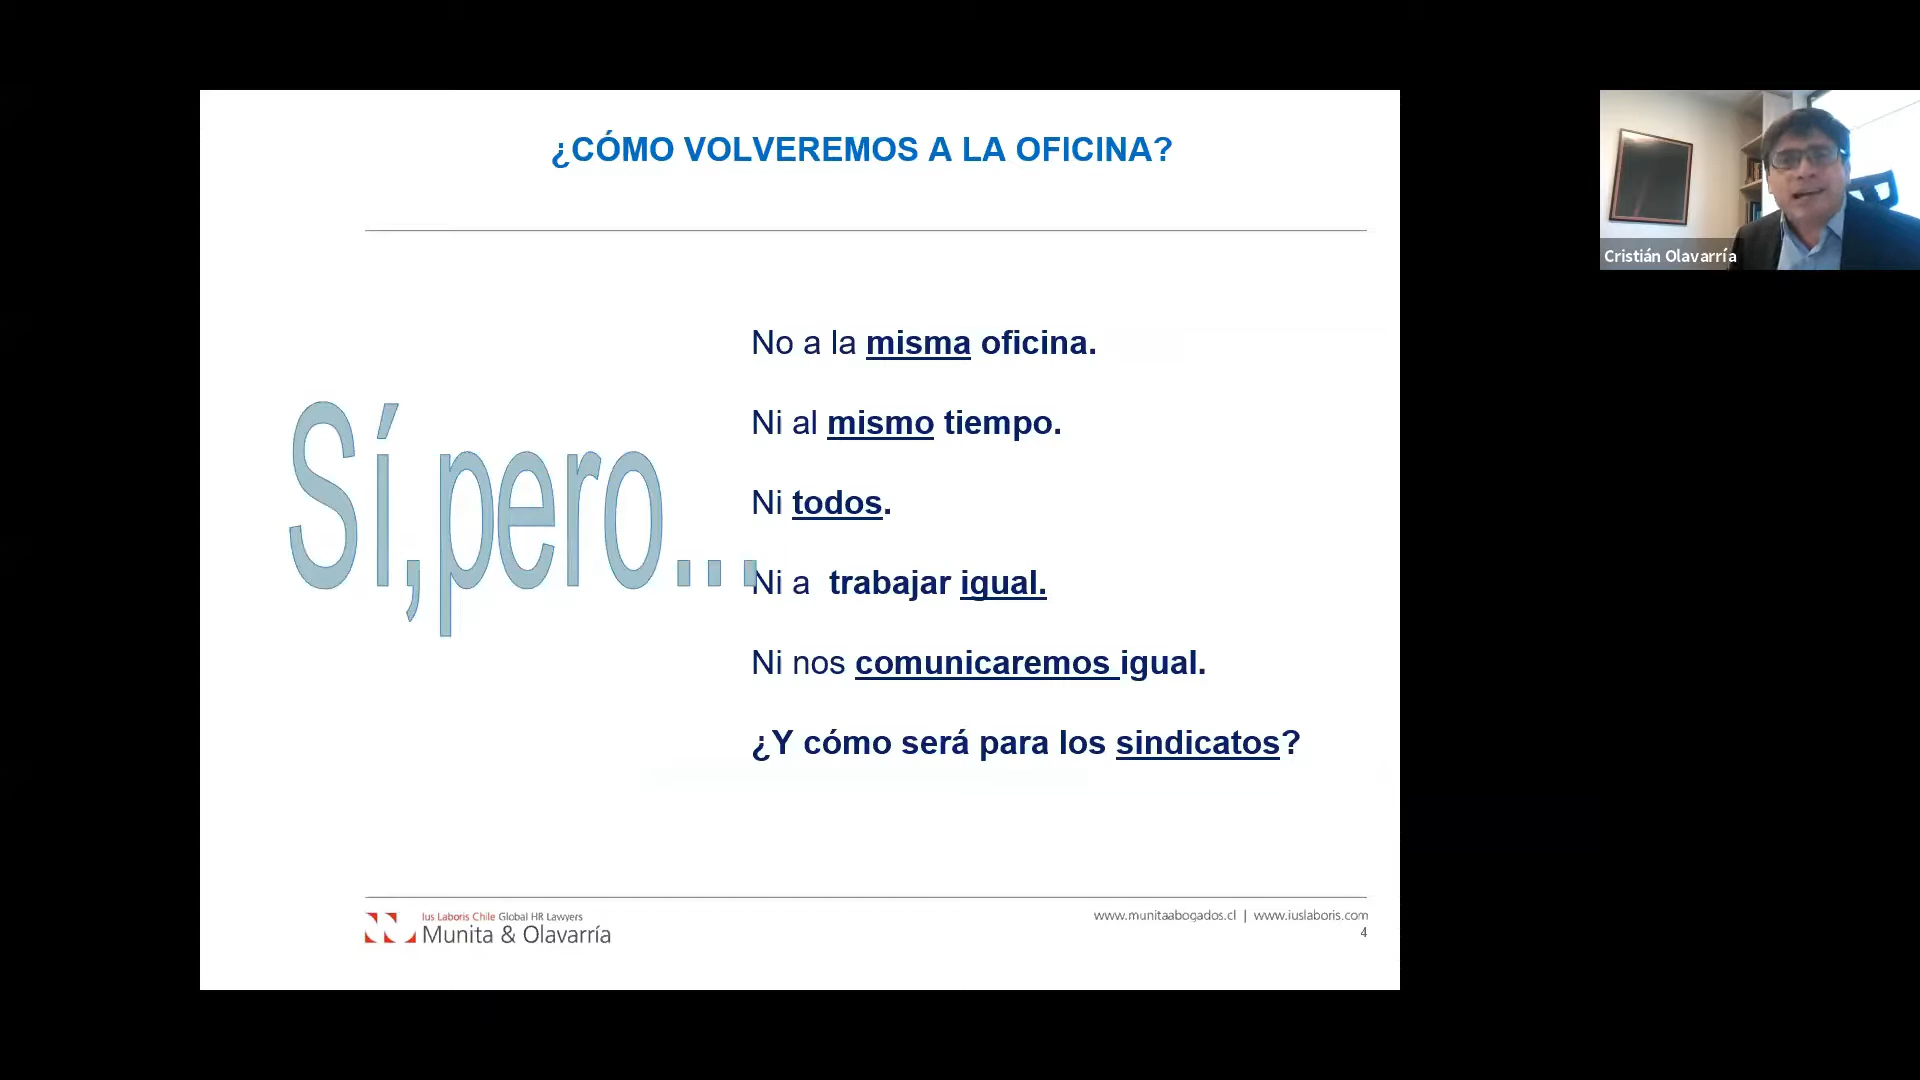 ¿CÓMO VOLVEREMOS A LA OFICINA?
Sí,pero...
No a la misma oficina.
Ni al mismo tiempo.
Ni todos.
Ni a trabajar igual.
Ni nos comunicaremos igual.
¿Y cómo será para los sindicatos?
Ius Laboris Chile Global HR Lawyers
Munita & Olavarría
www.munitaabogados.cl | www.iuslaboris.com
4
Cristián Olavarría